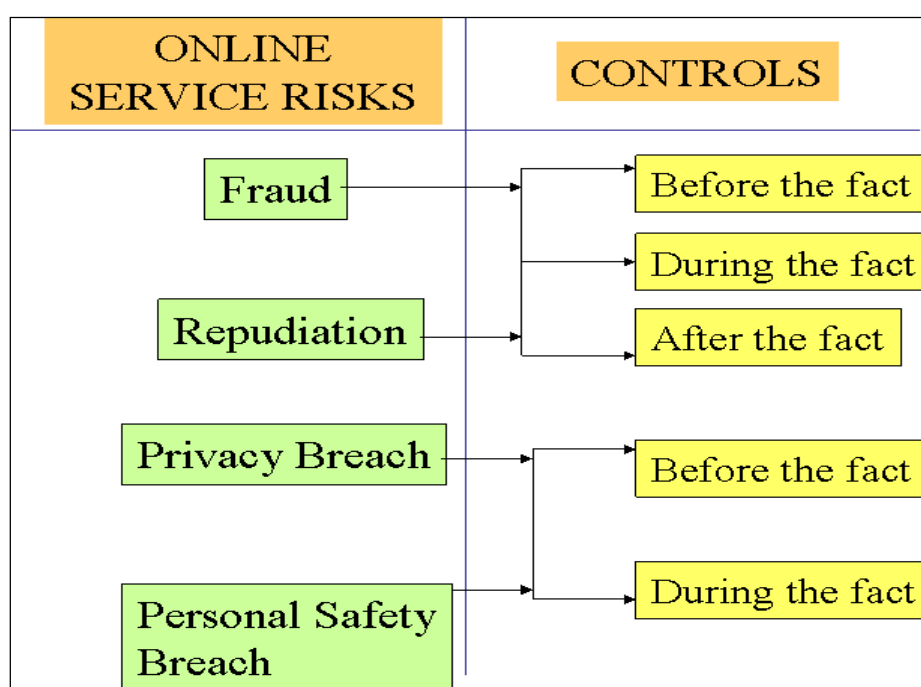 ONLINE
SERVICE RISKS
CONTROLS
Fraud
Before the fact
During the fact
Repudiation
After the fact
Privacy Breach
Before the fact
During the fact
Personal Safety
Breach